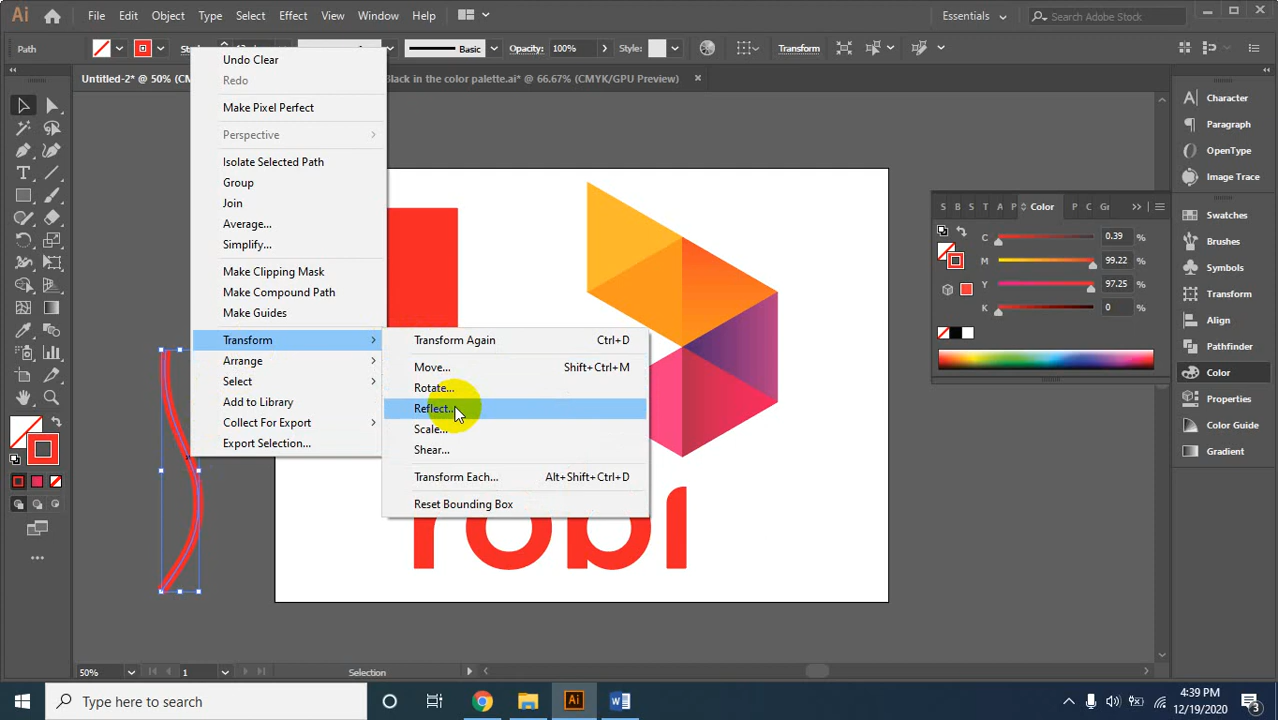 Ai File Edit Object Type Select Effect View Window Help Essentials Search Adobe Stock
Path Basic Opacity: 100% Style: Transform
Untitled-2* @ 50% (CM
lack in the color palette.ai* @ 66.67% (CMYK/GPU Preview)
Undo Clear
Redo
Make Pixel Perfect
Perspective
Isolate Selected Path
Group
Join
Average...
Simplify...
Make Clipping Mask
Make Compound Path
Make Guides
Transform
Arrange
Select
Add to Library
Collect For Export
Export Selection...
Transform Again Ctrl+D
Move... Shift+Ctrl+M
Rotate...
Reflect...
Scale...
Shear...
Transform Each... Alt+Shift+Ctrl+D
Reset Bounding Box
robi
S B S T A P Color P C Gr
C 0.39 %
M 99.22 %
Y 97.25 %
K 0 %
Character
Paragraph
OpenType
Image Trace
Swatches
Brushes
Symbols
Transform
Align
Pathfinder
Color
Properties
Color Guide
Gradient
50% 1 Selection
Type here to search
Ai
4:39 PM
12/19/2020
3